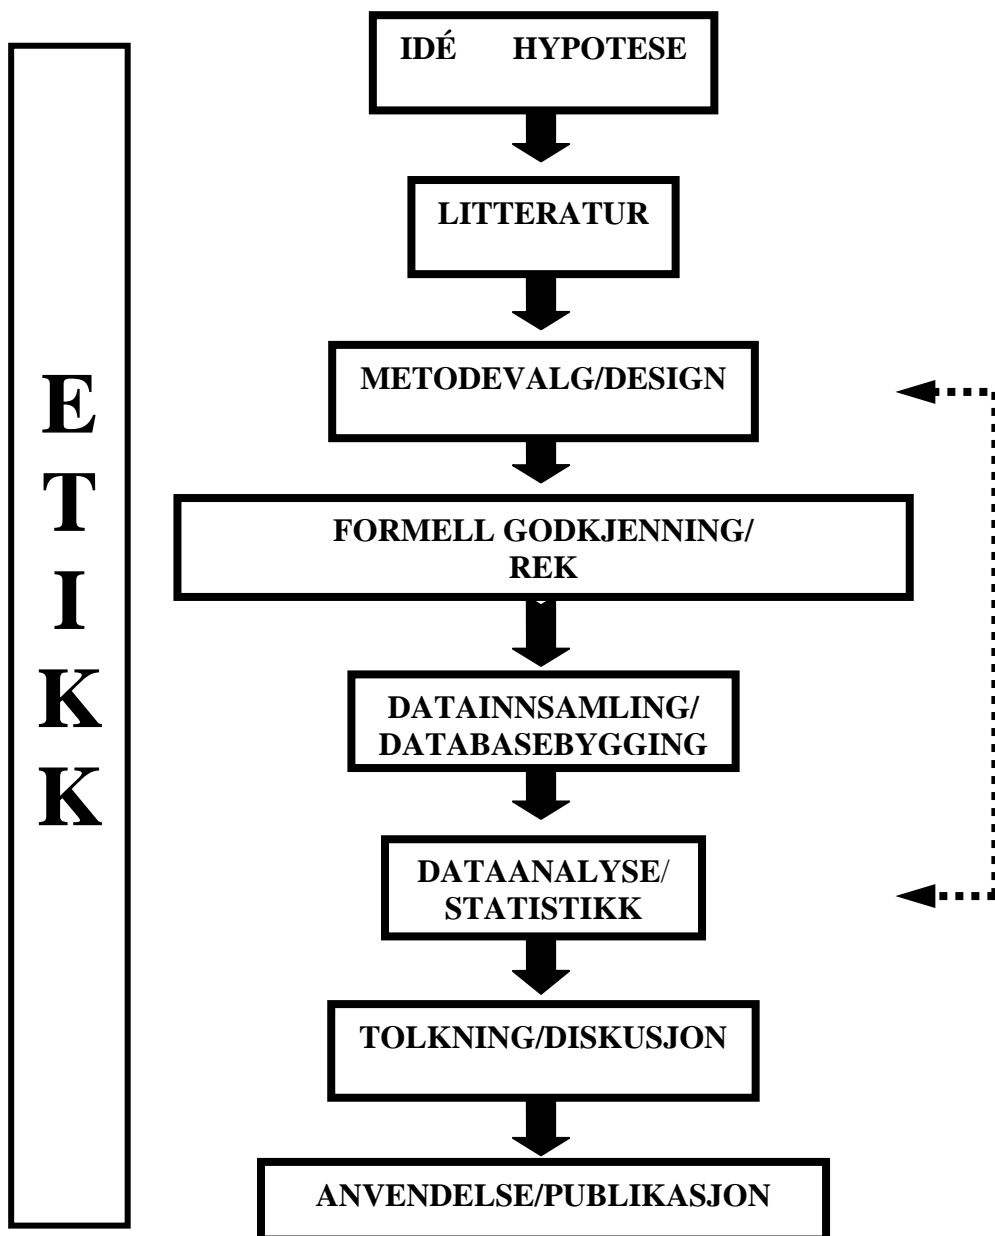 IDÉ HYPOTESE
LITTERATUR
METODEVALG/DESIGN
FORMELL GODKJENNING/
REK
DATAINNSAMLING/
DATABASEBYGGING
DATAANALYSE/
STATISTIKK
TOLKNING/DISKUSJON
ANVENDELSE/PUBLIKASJON
E
T
I
K
K